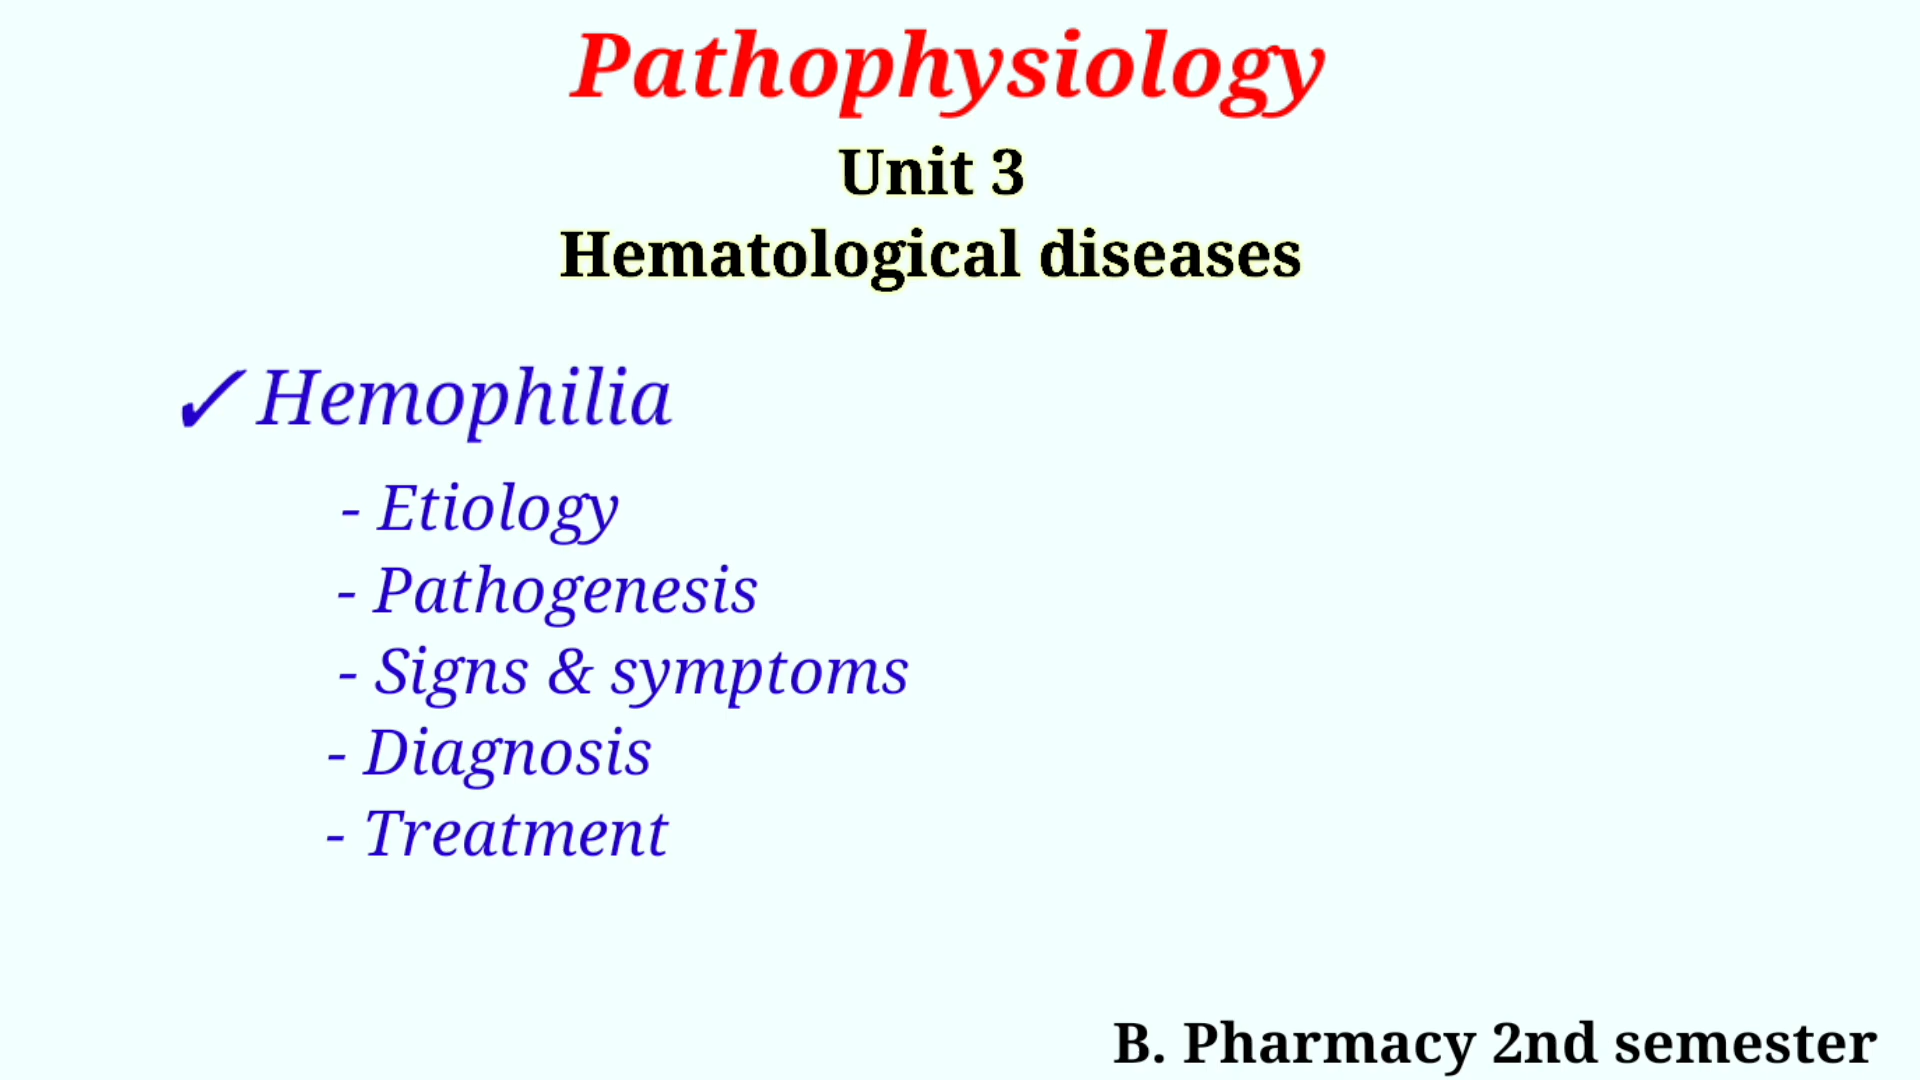 Pathophysiology
Unit 3
Hematological diseases
✓ Hemophilia
- Etiology
- Pathogenesis
- Signs & symptoms
- Diagnosis
- Treatment
B. Pharmacy 2nd semester